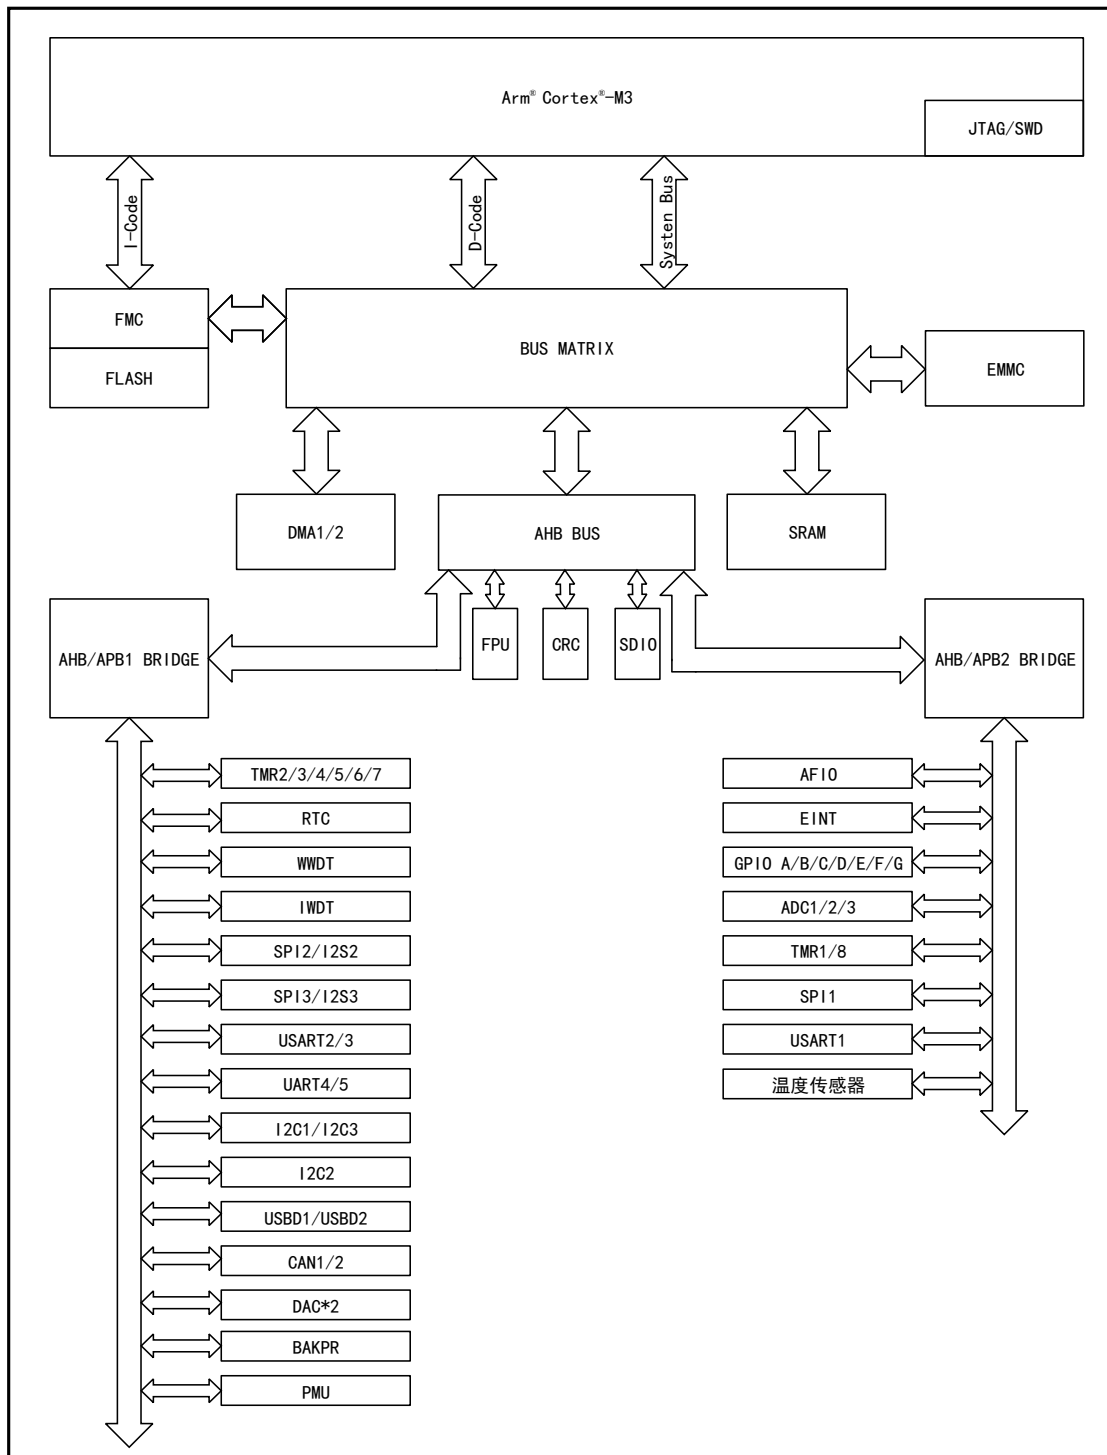 Arm® Cortex®-M3
JTAG/SWD
I-Code
D-Code
Systen Bus
FMC
FLASH
BUS MATRIX
EMMC
DMA1/2
AHB BUS
SRAM
AHB/APB1 BRIDGE
FPU
CRC
SDIO
AHB/APB2 BRIDGE
TMR2/3/4/5/6/7
RTC
WWDT
IWDT
SPI2/I2S2
SPI3/I2S3
USART2/3
UART4/5
I2C1/I2C3
I2C2
USBD1/USBD2
CAN1/2
DAC*2
BAKPR
PMU
AFIO
EINT
GPIO A/B/C/D/E/F/G
ADC1/2/3
TMR1/8
SPI1
USART1
温度传感器